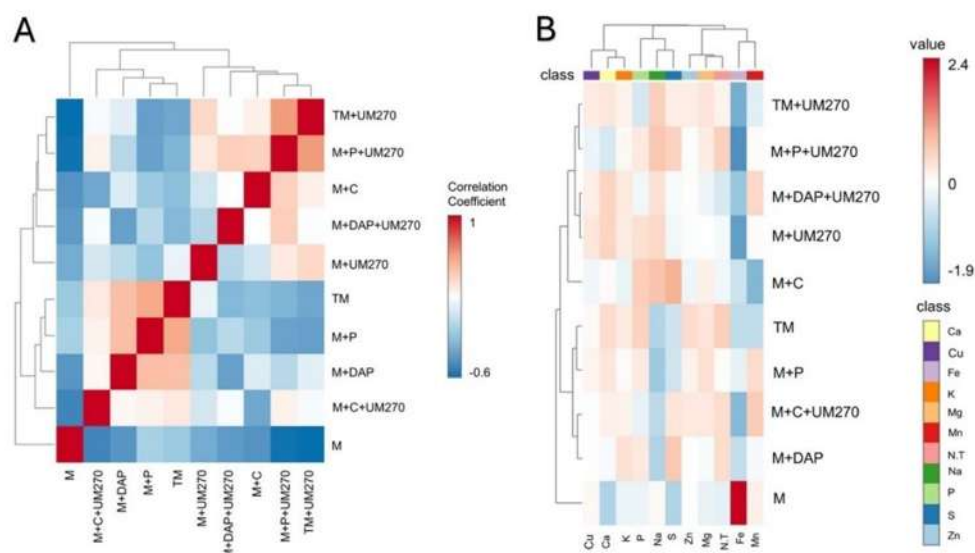 A
TM+UM270
M+P+UM270
M+C
M+DAP+UM270
M+UM270
TM
M+P
M+DAP
M+C+UM270
M
M
M+C+UM270
M+DAP
M+P
TM
M+UM270
M+DAP+UM270
M+C
M+P+UM270
TM+UM270
Correlation
Coefficient
1
-0.6
B
class
TM+UM270
M+P+UM270
M+DAP+UM270
M+UM270
M+C
TM
M+P
M+C+UM270
M+DAP
M
Cu
Ca
K
P
Na
S
Zn
Mg
N.T
Fe
Mn
value
2.4
0
-1.9
class
Ca
Cu
Fe
K
Mg
Mn
N.T
Na
P
S
Zn